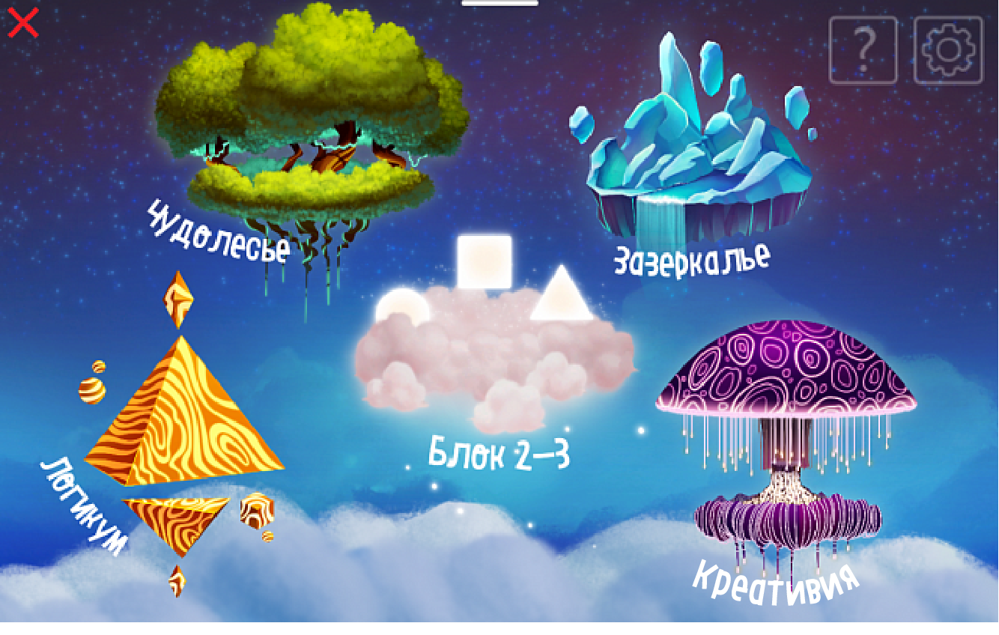 ?
Чудолесье
Зазеркалье
Блок 2-3
Логикум
Креативия